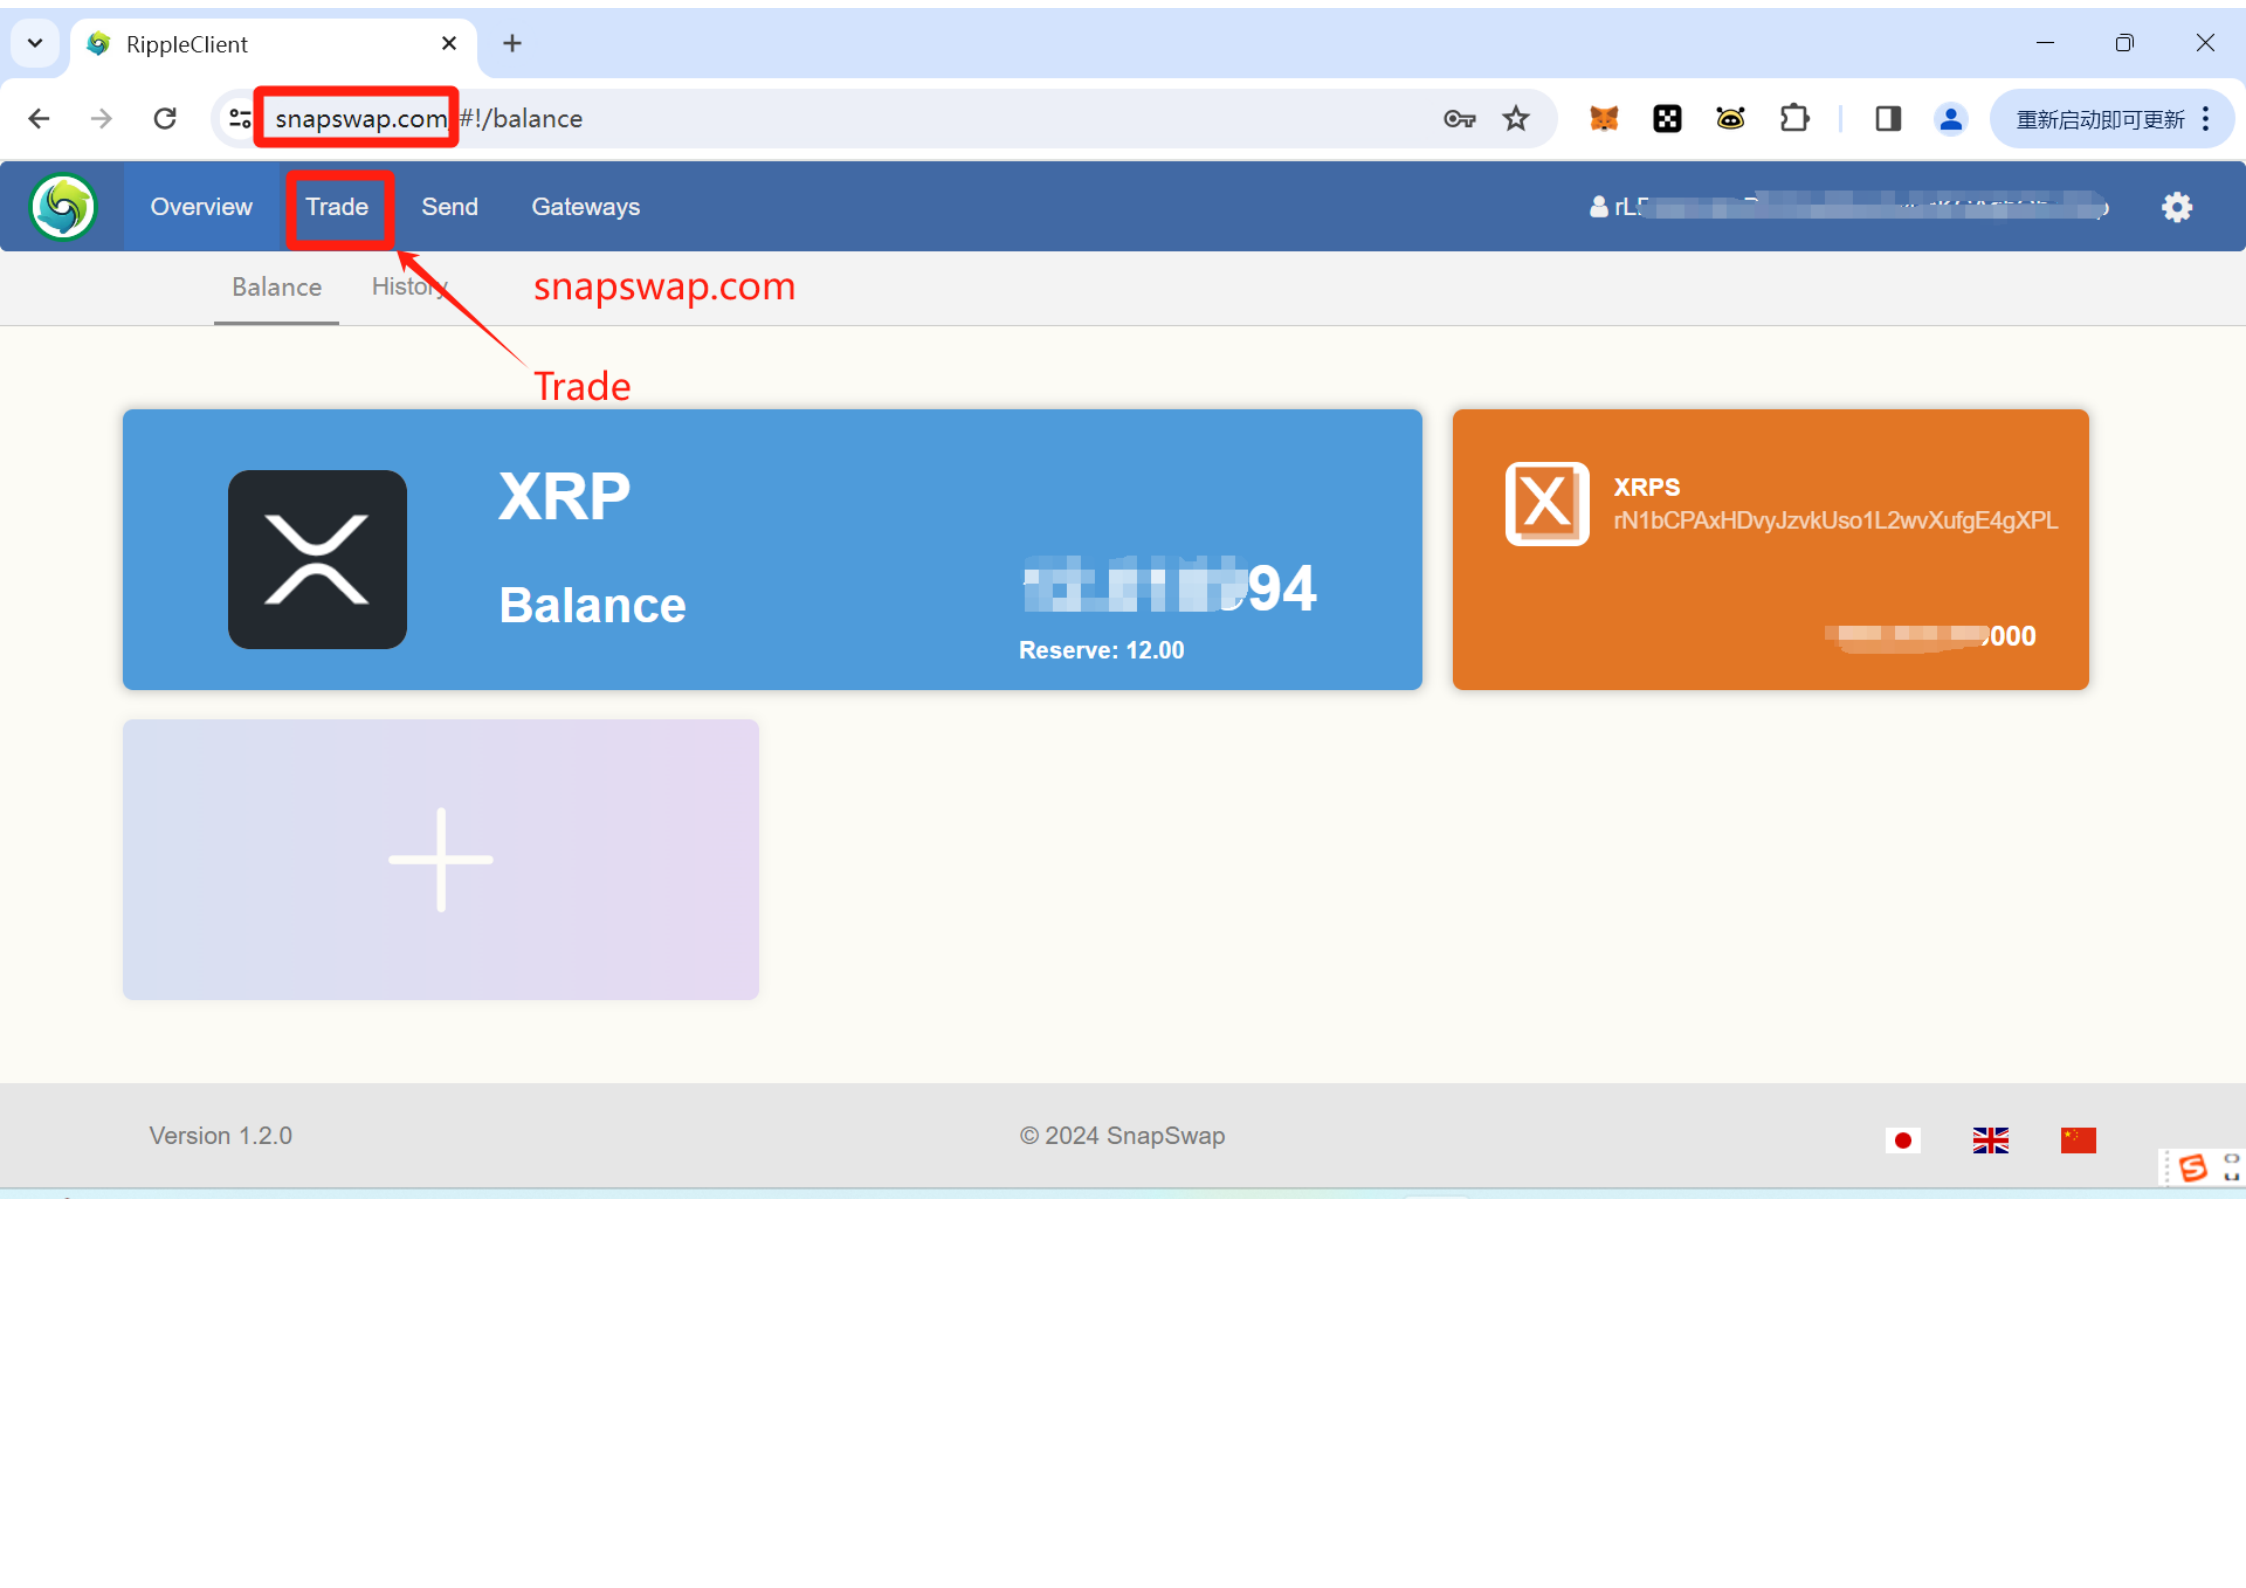 RippleClient
snapswap.com/#!/balance
重新启动即可更新
Overview
Trade
Send
Gateways
Balance
History
snapswap.com
Trade
XRP
Balance
94
Reserve: 12.00
XRPS
rN1bCPAxHDvyJzvkUso1L2wvXufgE4gXPL
000
Version 1.2.0
© 2024 SnapSwap